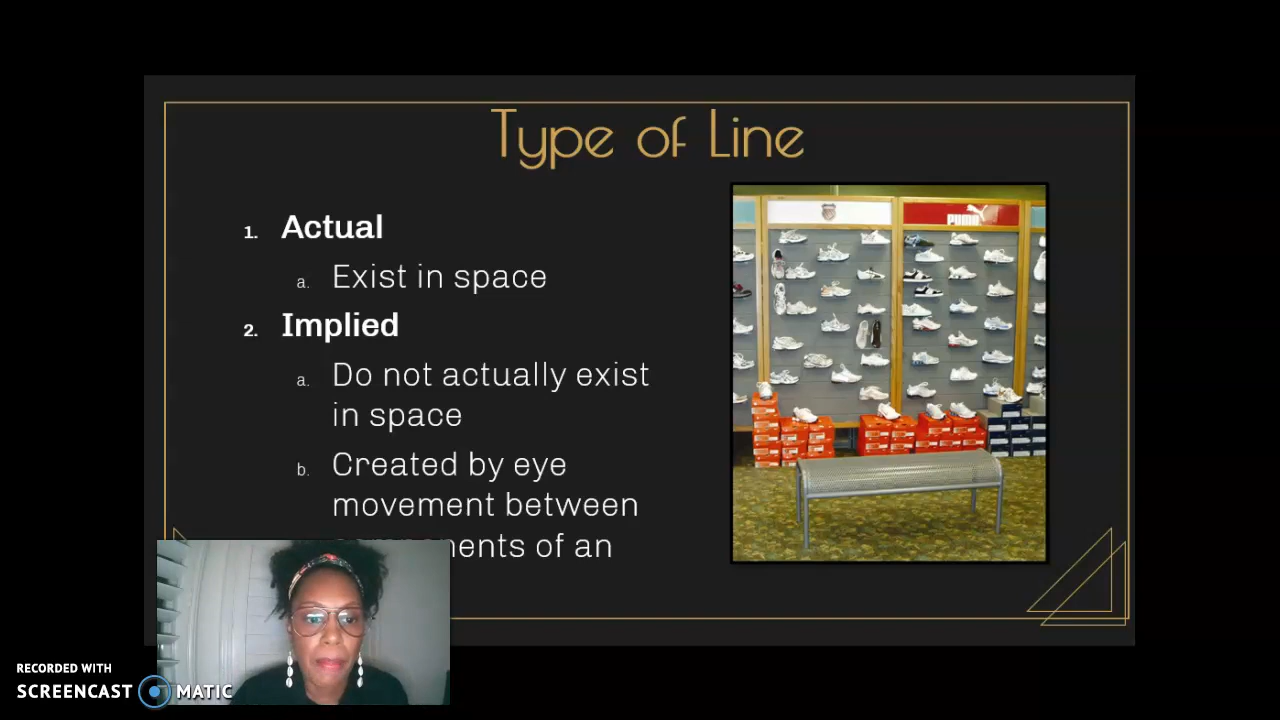 Type of Line
1. Actual
a. Exist in space
2. Implied
a. Do not actually exist
in space
b. Created by eye
movement between
of an
PUMA
RECORDED WITH
SCREENCAST MATIC